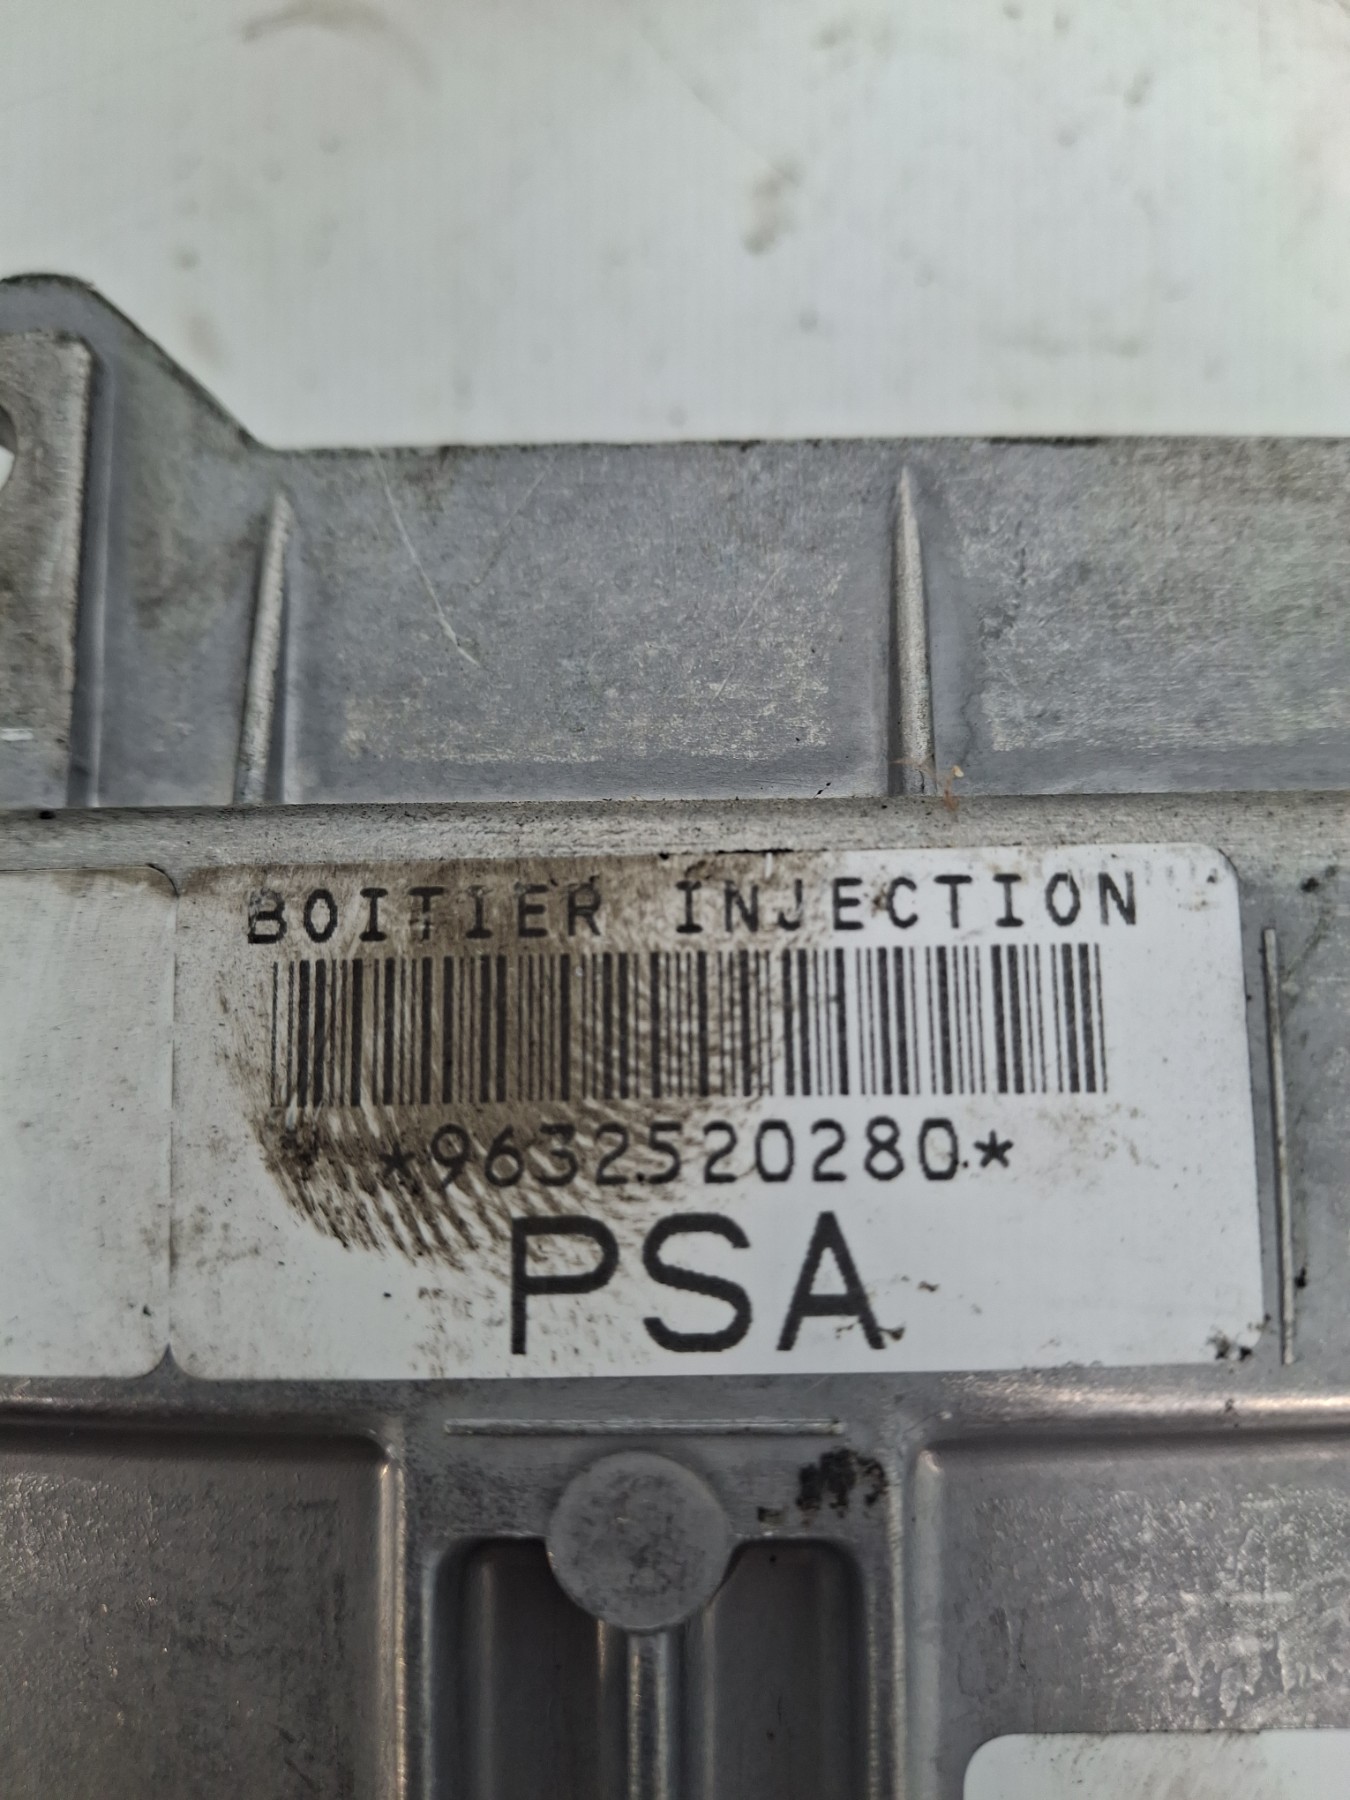 BOITIER INJECTION
*9632520280*
PSA